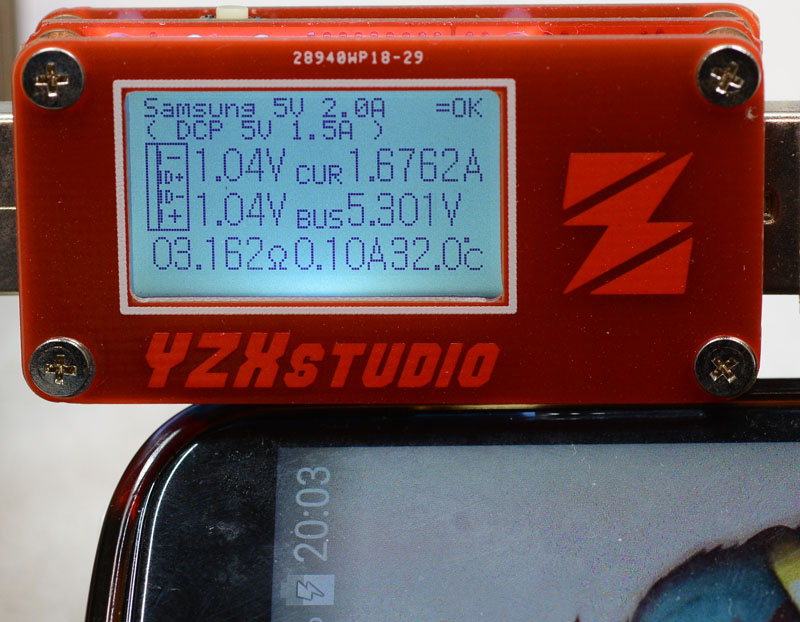 28940WP18-29
Samsung 5V 2.0A =OK
( DCP 5V 1.5A )
- D+ 1.04V CUR 1.6762A
D- + 1.04V BUS 5.301V
03.162Ω 0.10A 32.0℃
YZXSTUDIO
20:03